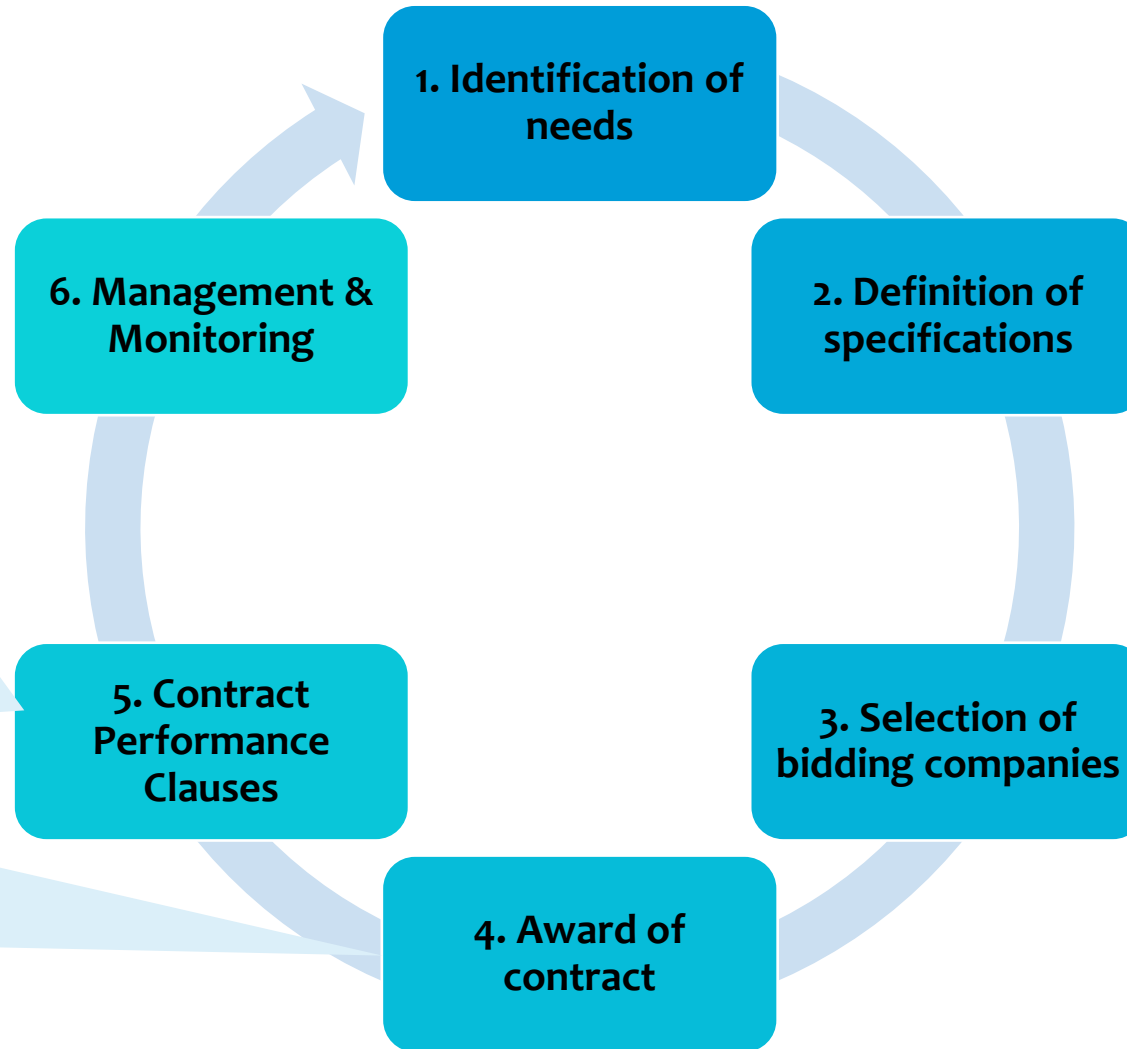 1. Identification of
needs
2. Definition of
specifications
3. Selection of
bidding companies
4. Award of
contract
5. Contract
Performance
Clauses
6. Management &
Monitoring